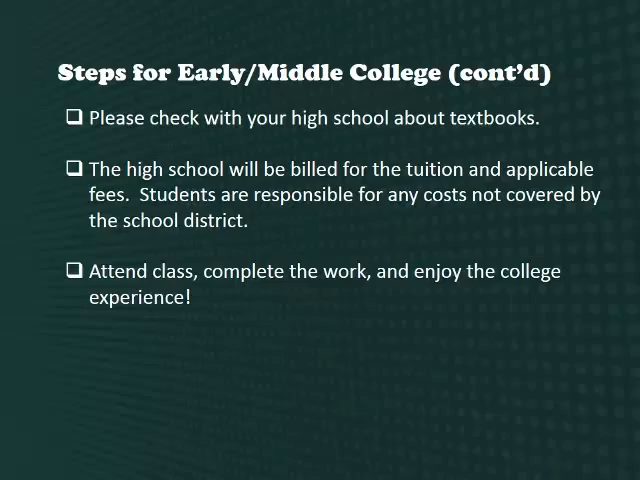 Steps for Early/Middle College (cont’d)
❑ Please check with your high school about textbooks.
❑ The high school will be billed for the tuition and applicable
fees.  Students are responsible for any costs not covered by
the school district.
❑ Attend class, complete the work, and enjoy the college
experience!